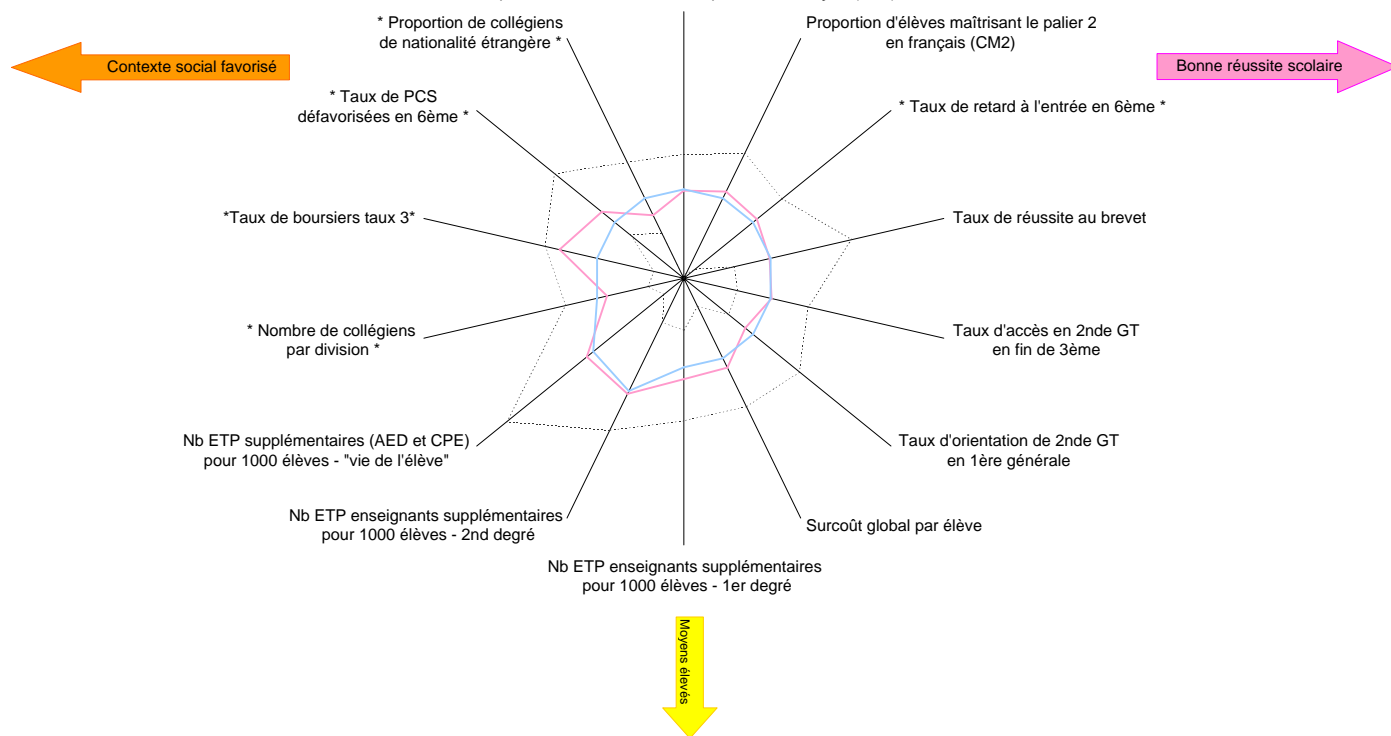 * Proportion de collégiens
de nationalité étrangère *
Proportion d'élèves maîtrisant le palier 2
en français (CM2)
Contexte social favorisé
Bonne réussite scolaire
* Taux de PCS
défavorisées en 6ème *
* Taux de retard à l'entrée en 6ème *
*Taux de boursiers taux 3*
Taux de réussite au brevet
* Nombre de collégiens
par division *
Taux d'accès en 2nde GT
en fin de 3ème
Nb ETP supplémentaires (AED et CPE)
pour 1000 élèves - "vie de l'élève"
Taux d'orientation de 2nde GT
en 1ère générale
Nb ETP enseignants supplémentaires
pour 1000 élèves - 2nd degré
Surcoût global par élève
Nb ETP enseignants supplémentaires
pour 1000 élèves - 1er degré
Moyens élevés